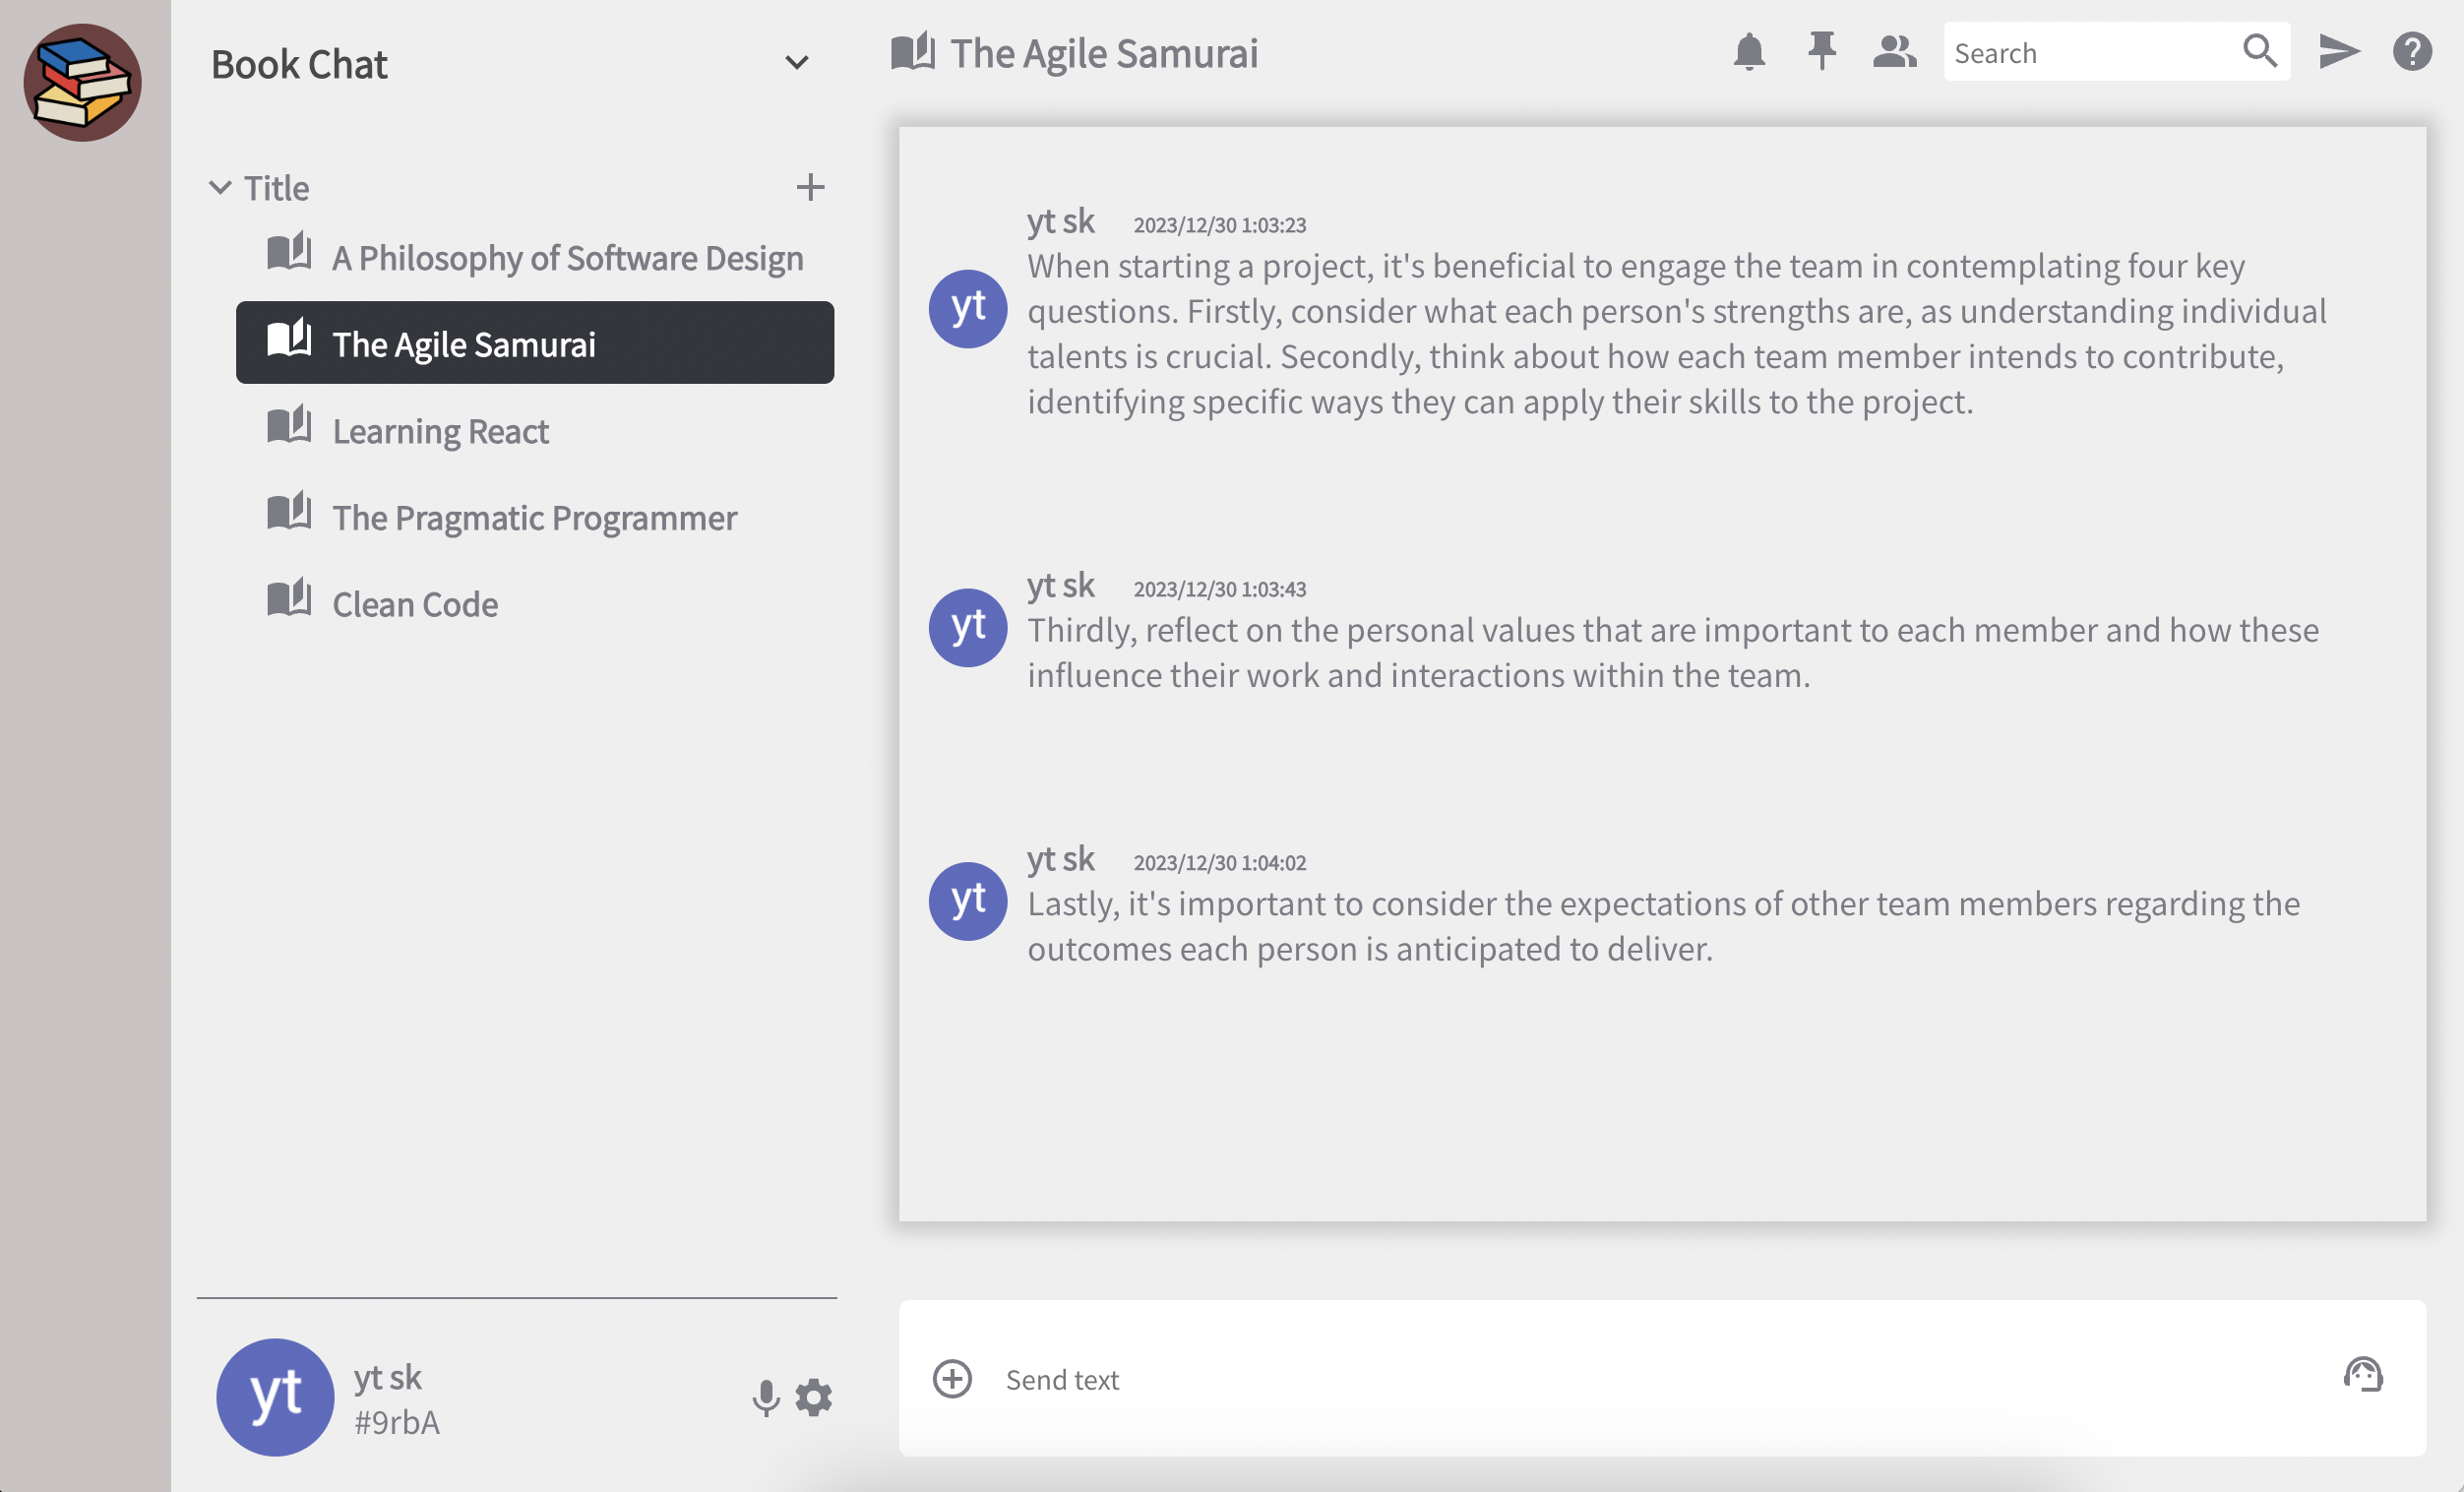 Book Chat
Title
A Philosophy of Software Design
The Agile Samurai
Learning React
The Pragmatic Programmer
Clean Code
yt
yt sk
#9rbA
The Agile Samurai
Search
yt sk 2023/12/30 1:03:23
yt
When starting a project, it's beneficial to engage the team in contemplating four key
questions. Firstly, consider what each person's strengths are, as understanding individual
talents is crucial. Secondly, think about how each team member intends to contribute,
identifying specific ways they can apply their skills to the project.
yt sk 2023/12/30 1:03:43
yt
Thirdly, reflect on the personal values that are important to each member and how these
influence their work and interactions within the team.
yt sk 2023/12/30 1:04:02
yt
Lastly, it's important to consider the expectations of other team members regarding the
outcomes each person is anticipated to deliver.
Send text